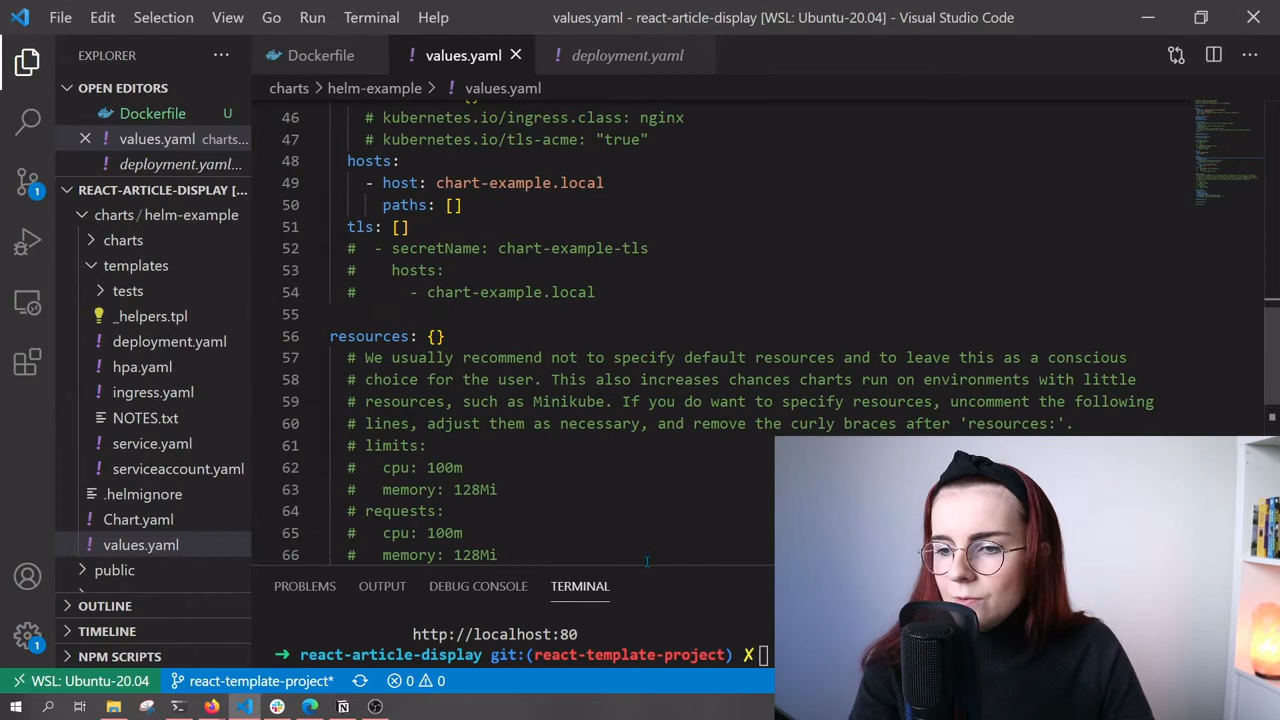 File Edit Selection View Go Run Terminal Help
values.yaml - react-article-display [WSL: Ubuntu-20.04] - Visual Studio Code
EXPLORER
OPEN EDITORS
Dockerfile U
values.yaml charts...
deployment.yaml...
REACT-ARTICLE-DISPLAY [...
charts / helm-example
charts
templates
tests
_helpers.tpl
deployment.yaml
hpa.yaml
ingress.yaml
NOTES.txt
service.yaml
serviceaccount.yaml
.helmignore
Chart.yaml
values.yaml
public
OUTLINE
TIMELINE
NPM SCRIPTS
1
1
Dockerfile
values.yaml
deployment.yaml
charts > helm-example > values.yaml
46 # kubernetes.io/ingress.class: nginx
47 # kubernetes.io/tls-acme: "true"
48 hosts:
49 - host: chart-example.local
50 paths: []
51 tls: []
52 # - secretName: chart-example-tls
53 # hosts:
54 # - chart-example.local
55
56 resources: {}
57 # We usually recommend not to specify default resources and to leave this as a conscious
58 # choice for the user. This also increases chances charts run on environments with little
59 # resources, such as Minikube. If you do want to specify resources, uncomment the following
60 # lines, adjust them as necessary, and remove the curly braces after 'resources:'.
61 # limits:
62 # cpu: 100m
63 # memory: 128Mi
64 # requests:
65 # cpu: 100m
66 # memory: 128Mi
PROBLEMS OUTPUT DEBUG CONSOLE TERMINAL
http://localhost:80
→ react-article-display git:(react-template-project) ✗
WSL: Ubuntu-20.04 react-template-project* 0 0